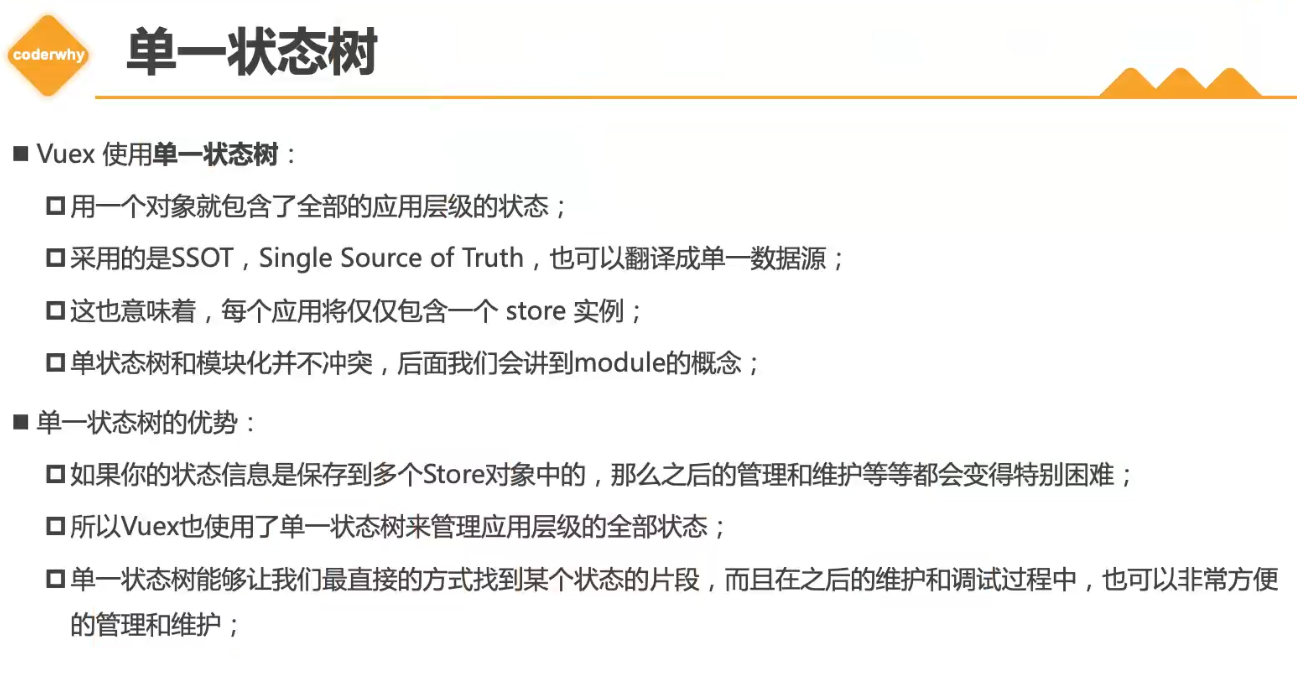 coderwhy
单一状态树
■ Vuex 使用单一状态树：
用一个对象就包含了全部的应用层级的状态；
采用的是SSOT，Single Source of Truth，也可以翻译成单一数据源；
这也意味着，每个应用将仅仅包含一个 store 实例；
单状态树和模块化并不冲突，后面我们会讲到module的概念；
■ 单一状态树的优势：
如果你的状态信息是保存到多个Store对象中的，那么之后的管理和维护等等都会变得特别困难；
所以Vuex也使用了单一状态树来管理应用层级的全部状态；
单一状态树能够让我们最直接的方式找到某个状态的片段，而且在之后的维护和调试过程中，也可以非常方便
的管理和维护；